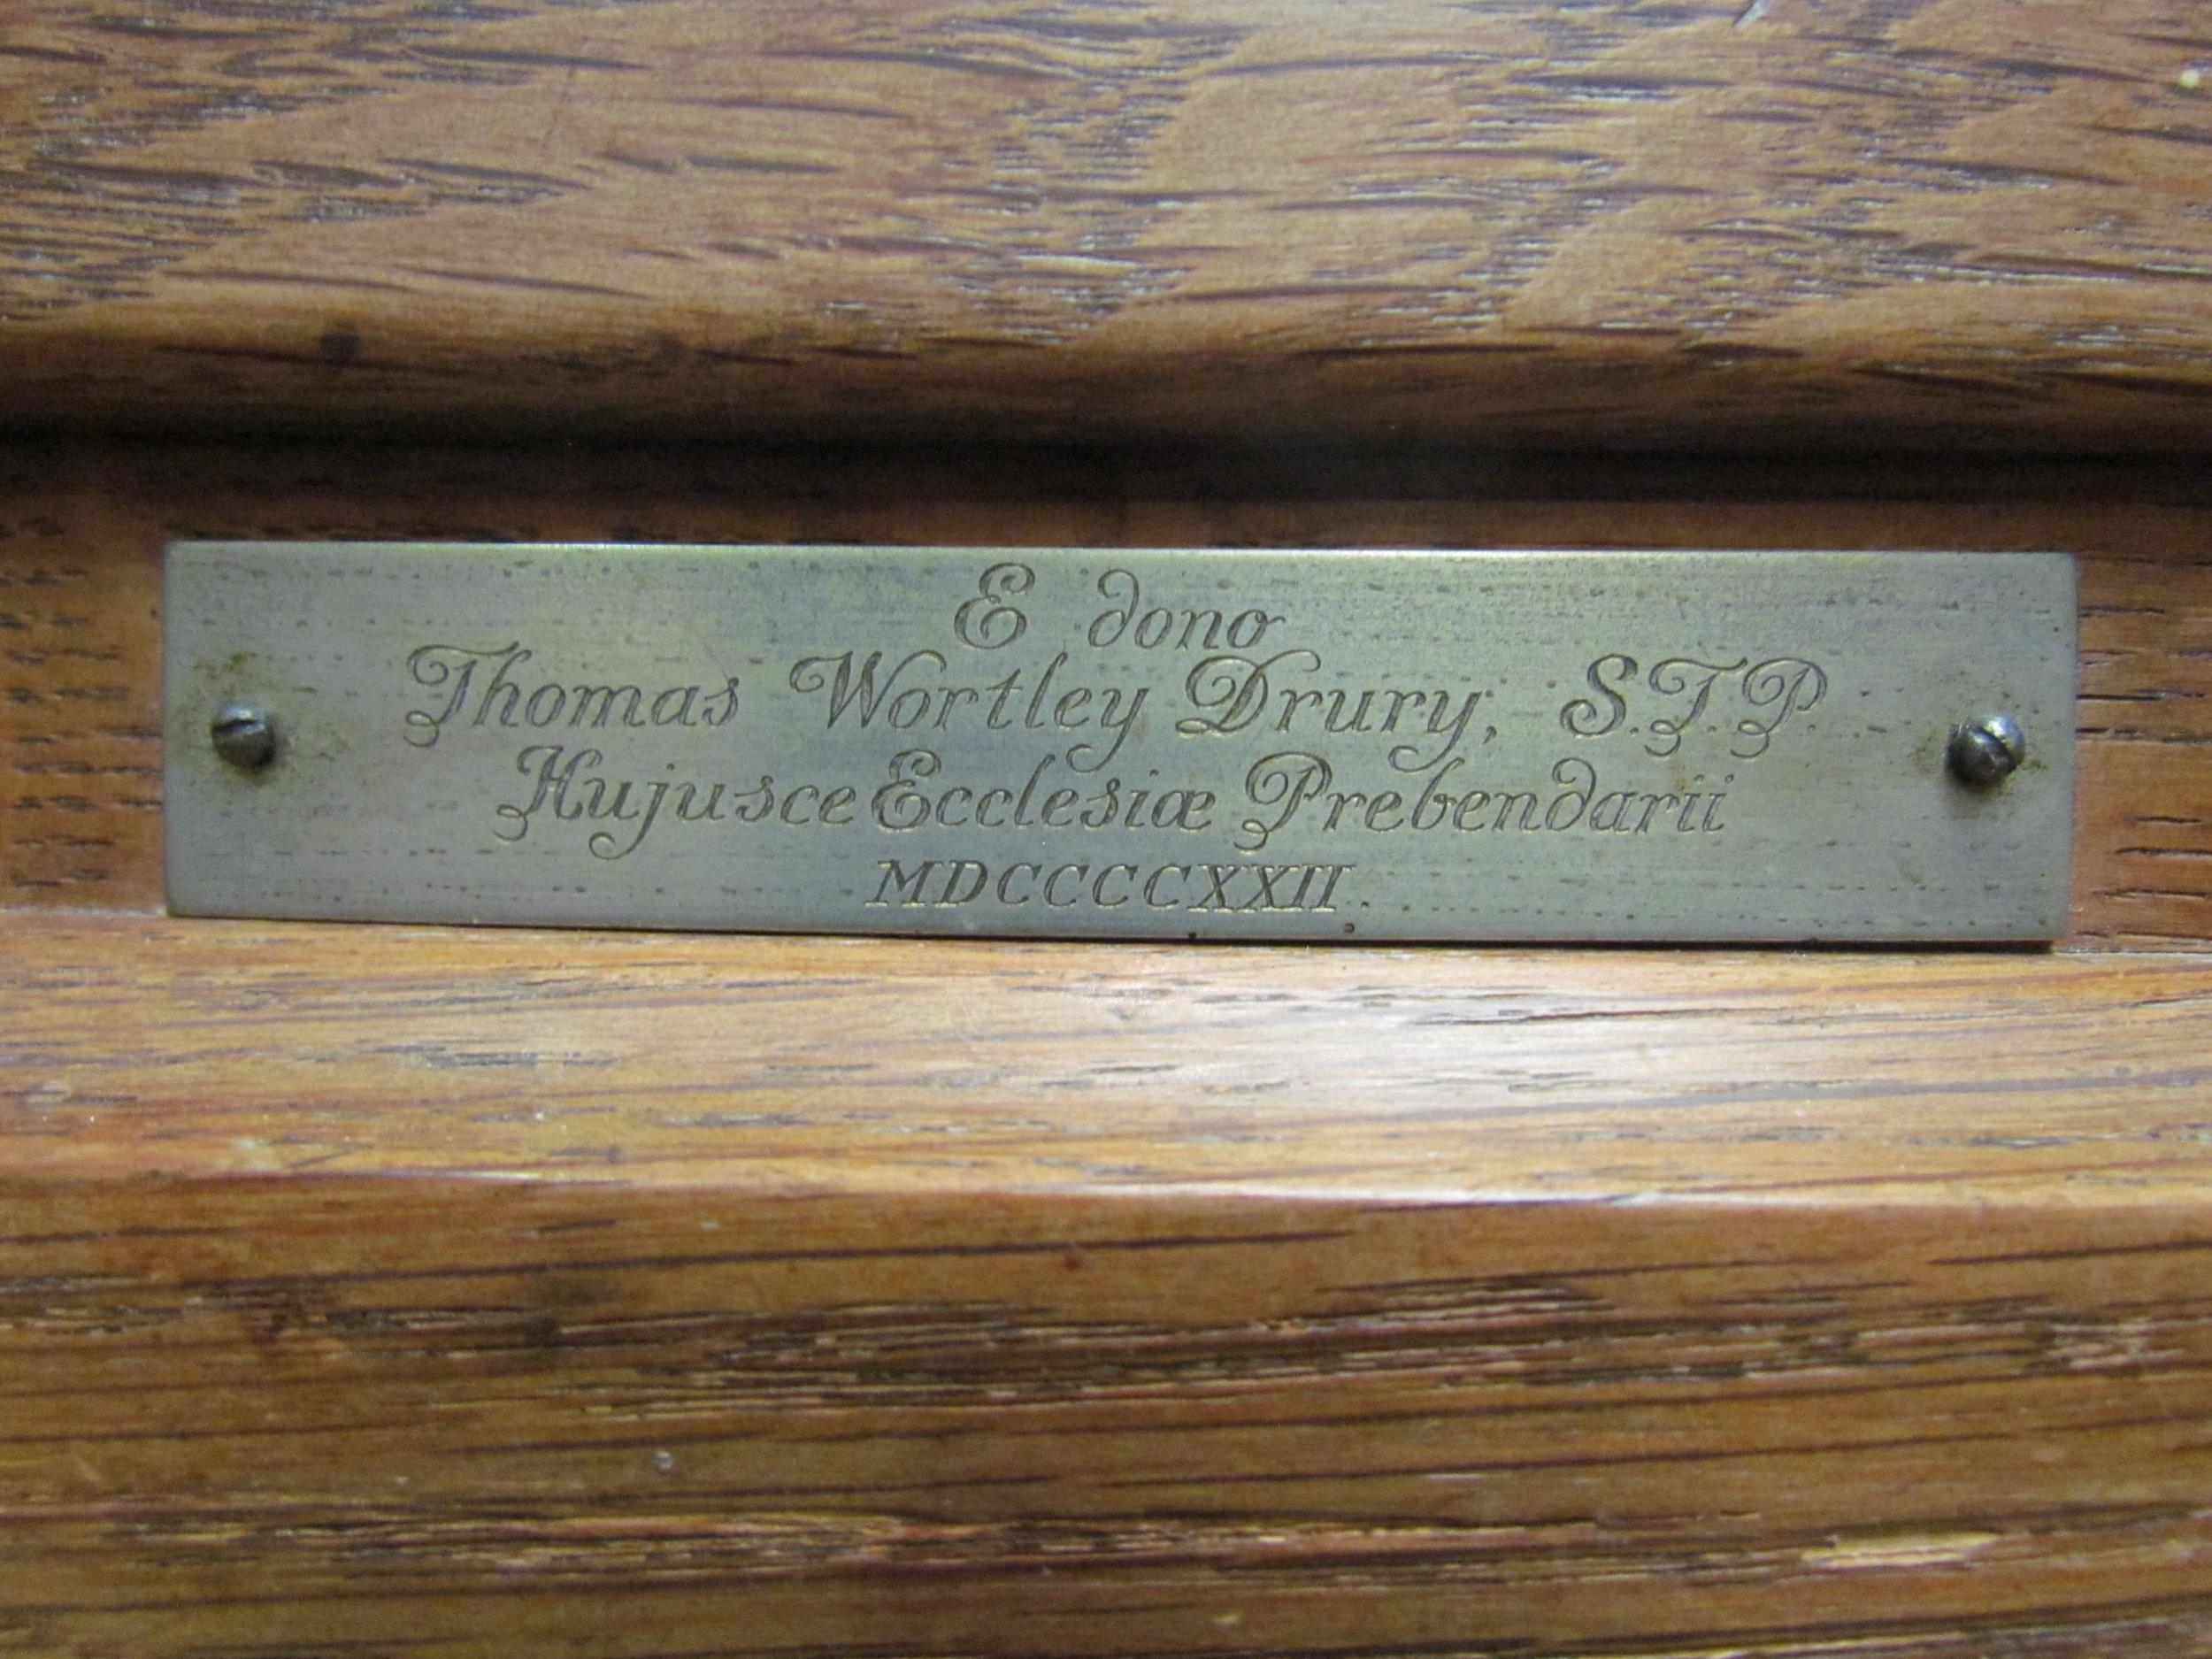 E dono
Thomas Wortley Drury, S.T.P.
Hujusce Ecclesiæ Prebendarii
MDCCCCXXII.